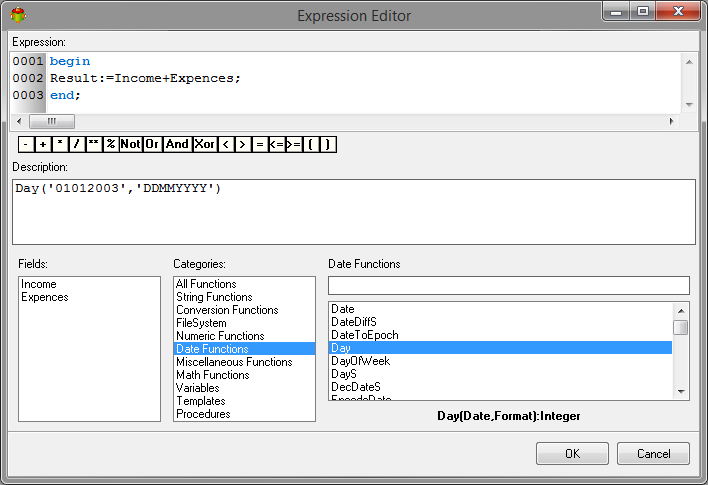 Expression Editor
Expression:
0001 begin
0002 Result:=Income+Expences;
0003 end;
- + * / ** % Not Or And Xor < > = <= >= ( )
Description:
Day('01012003','DDMMYYYY')
Fields:
Income
Expences
Categories:
All Functions
String Functions
Conversion Functions
FileSystem
Numeric Functions
Date Functions
Miscellaneous Functions
Math Functions
Variables
Templates
Procedures
Date Functions
Date
DateDiffS
DateToEpoch
Day
DayOfWeek
DayS
DecDateS
Day(Date,Format):Integer
OK
Cancel